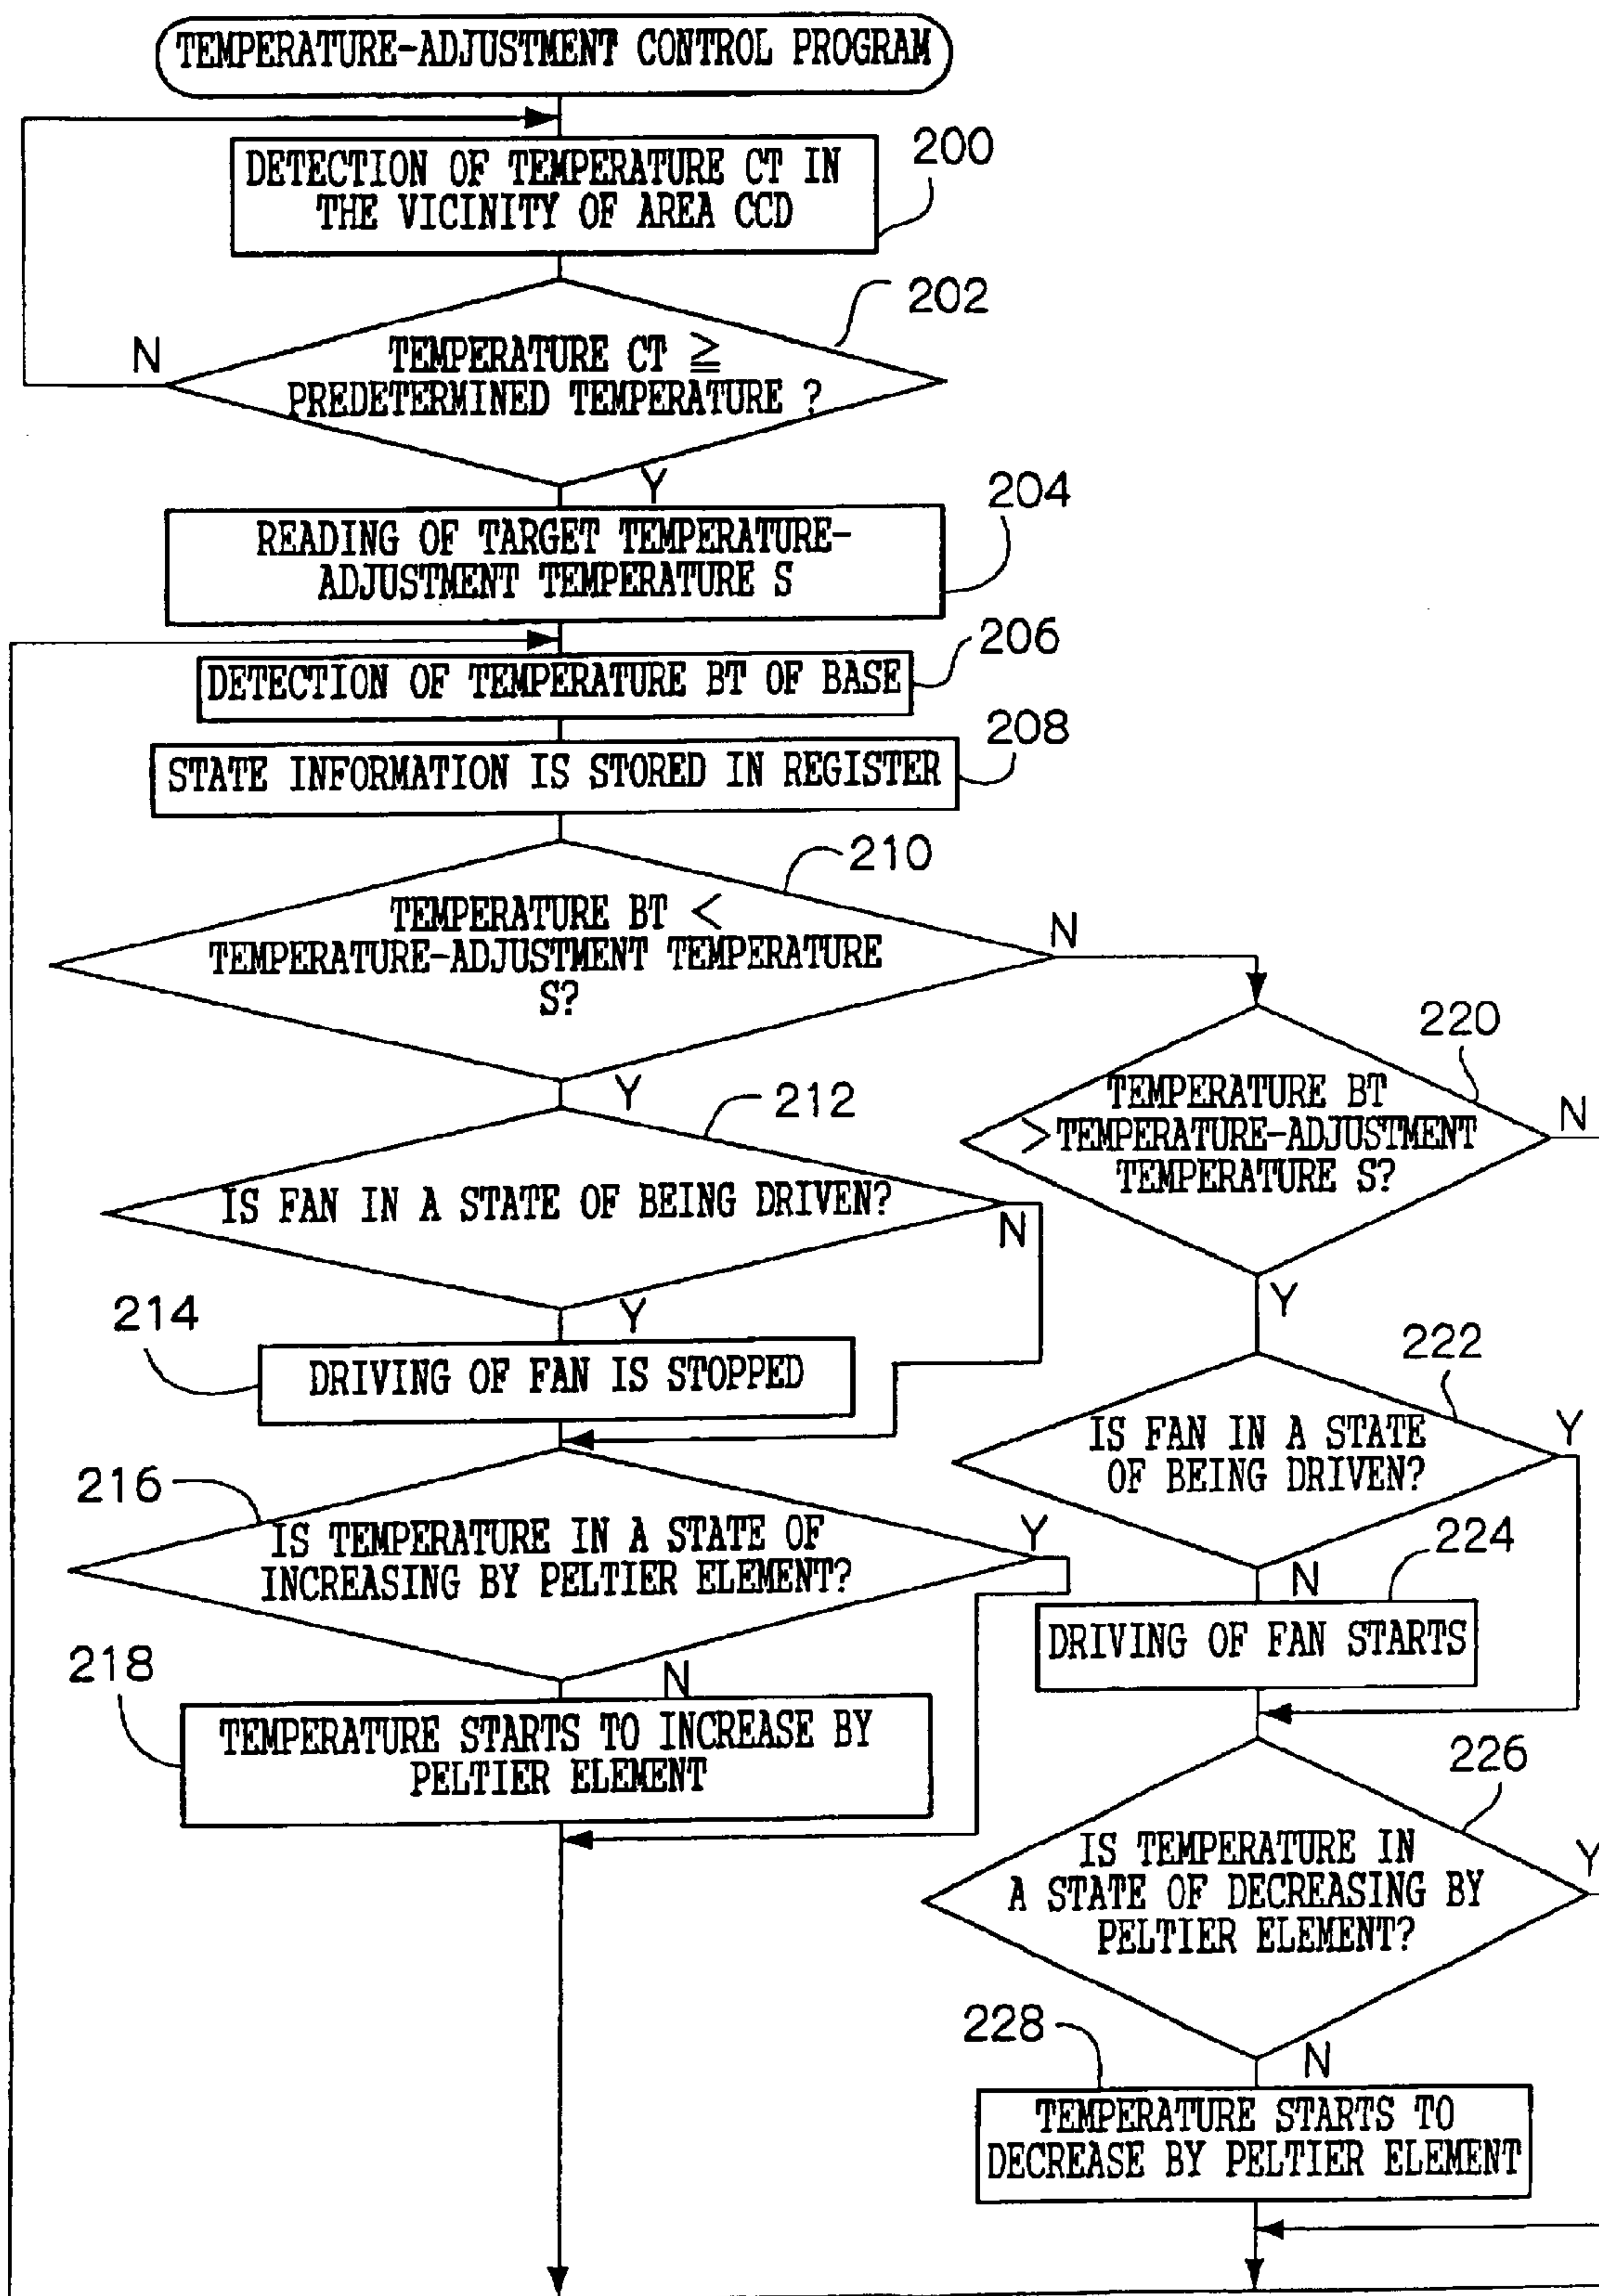 TEMPERATURE-ADJUSTMENT CONTROL PROGRAM
DETECTION OF TEMPERATURE CT IN
THE VICINITY OF AREA CCD
200
202
TEMPERATURE CT ≧
PREDETERMINED TEMPERATURE ?
N
Y
204
READING OF TARGET TEMPERATURE-
ADJUSTMENT TEMPERATURE S
206
DETECTION OF TEMPERATURE BT OF BASE
208
STATE INFORMATION IS STORED IN REGISTER
210
TEMPERATURE BT <
TEMPERATURE-ADJUSTMENT TEMPERATURE
S?
N
Y
212
IS FAN IN A STATE OF BEING DRIVEN?
N
Y
214
DRIVING OF FAN IS STOPPED
216
IS TEMPERATURE IN A STATE OF
INCREASING BY PELTIER ELEMENT?
Y
N
218
TEMPERATURE STARTS TO INCREASE BY
PELTIER ELEMENT
220
TEMPERATURE BT
>TEMPERATURE-ADJUSTMENT
TEMPERATURE S?
N
Y
222
IS FAN IN A STATE
OF BEING DRIVEN?
Y
N
224
DRIVING OF FAN STARTS
226
IS TEMPERATURE IN
A STATE OF DECREASING BY
PELTIER ELEMENT?
Y
N
228
TEMPERATURE STARTS TO
DECREASE BY PELTIER ELEMENT